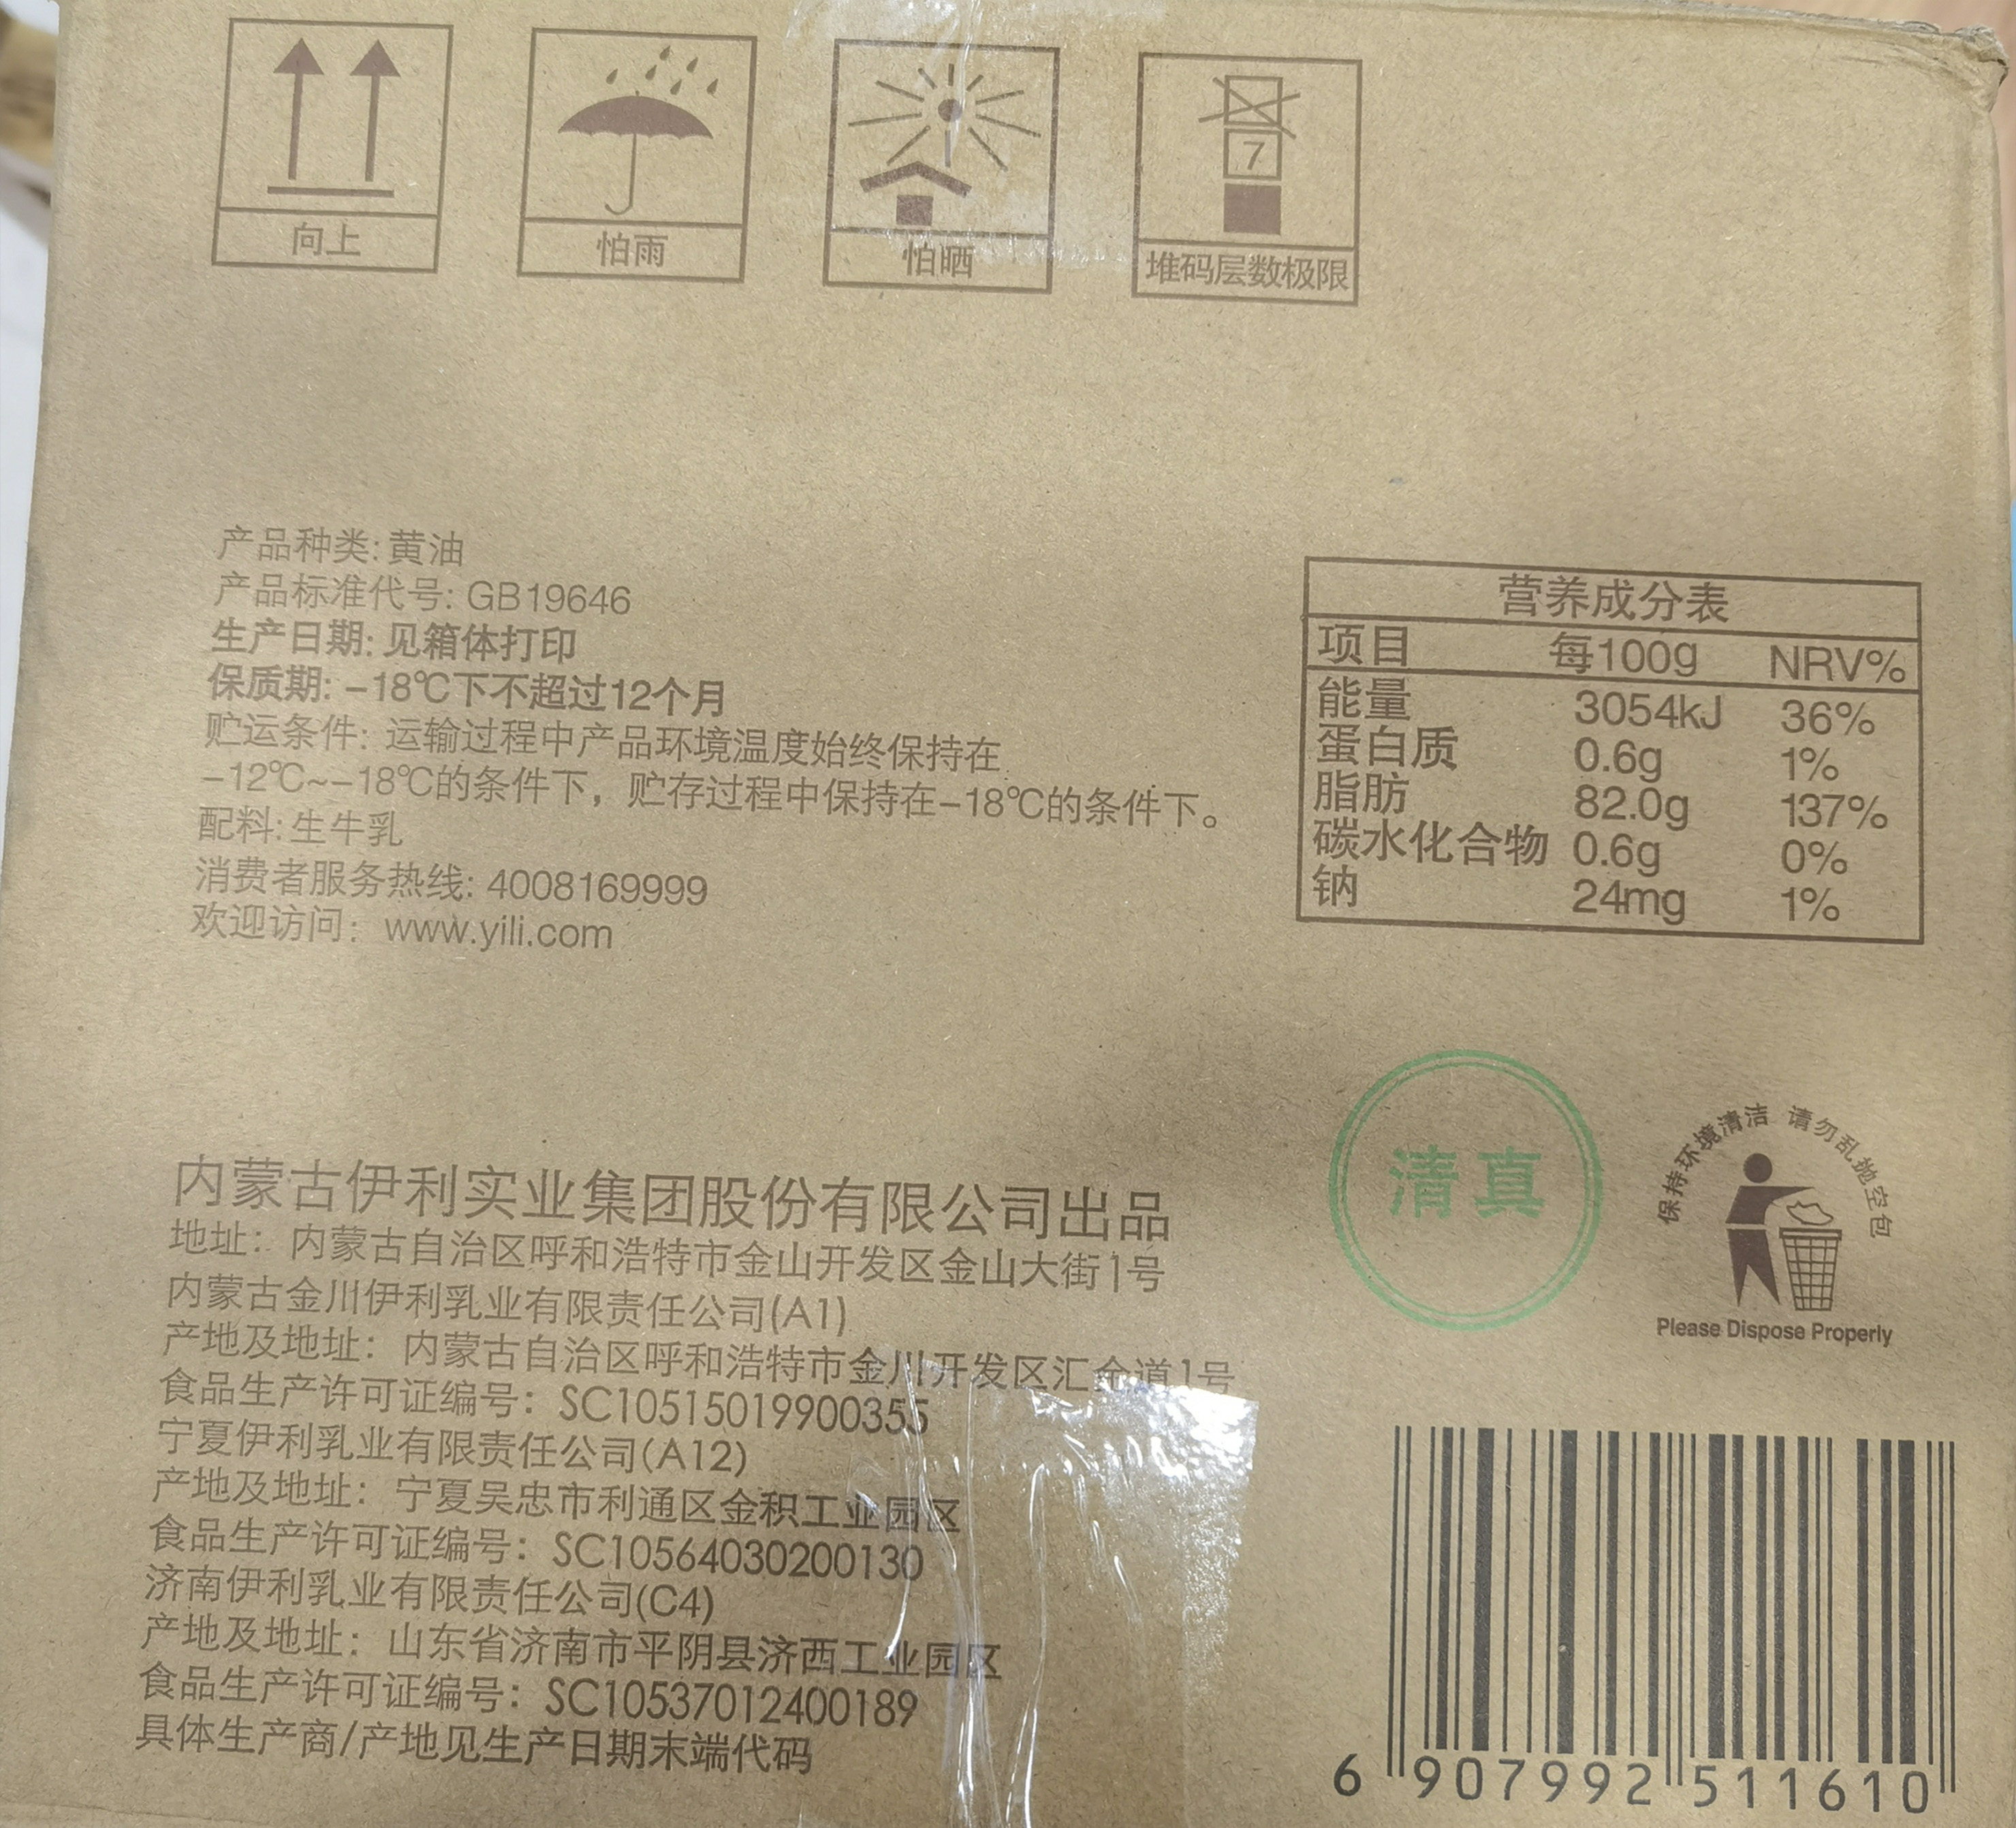 向上
怕雨
怕晒
7
堆码层数极限
产品种类: 黄油
产品标准代号: GB19646
生产日期: 见箱体打印
保质期: -18℃下不超过12个月
贮运条件: 运输过程中产品环境温度始终保持在
-12℃~-18℃的条件下，贮存过程中保持在-18℃的条件下。
配料: 生牛乳
消费者服务热线: 4008169999
欢迎访问: www.yili.com
营养成分表
项目 每100g NRV%
能量 3054kJ 36%
蛋白质 0.6g 1%
脂肪 82.0g 137%
碳水化合物 0.6g 0%
钠 24mg 1%
内蒙古伊利实业集团股份有限公司出品
地址: 内蒙古自治区呼和浩特市金山开发区金山大街1号
内蒙古金川伊利乳业有限责任公司(A1)
产地及地址: 内蒙古自治区呼和浩特市金川开发区汇金道1号
食品生产许可证编号: SC10515019900355
宁夏伊利乳业有限责任公司(A12)
产地及地址: 宁夏吴忠市利通区金积工业园区
食品生产许可证编号: SC10564030200130
济南伊利乳业有限责任公司(C4)
产地及地址: 山东省济南市平阴县济西工业园区
食品生产许可证编号: SC10537012400189
具体生产商/产地见生产日期末端代码
清真
保持环境清洁 请勿乱抛空包
Please Dispose Properly
6 907992 511610